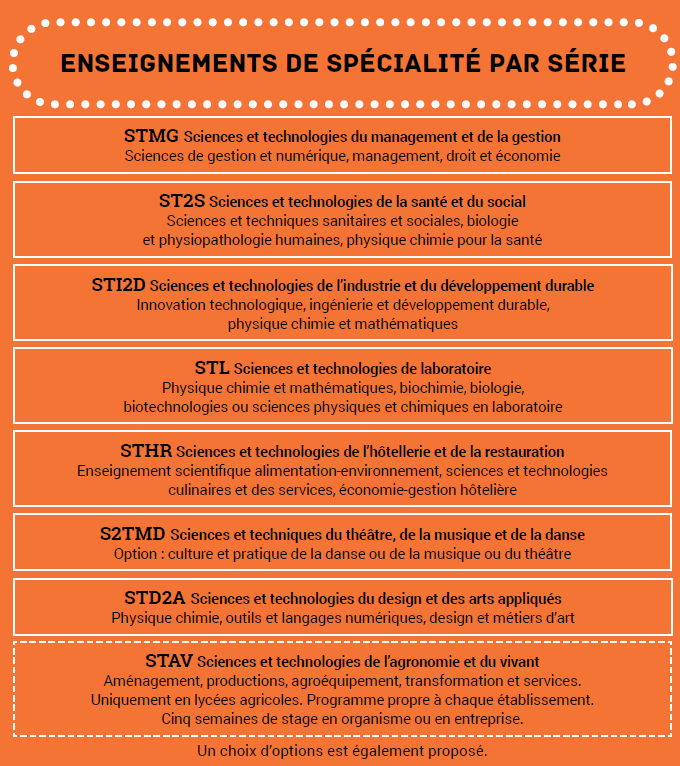 ENSEIGNEMENTS DE SPÉCIALITÉ PAR SÉRIE
STMG Sciences et technologies du management et de la gestion
Sciences de gestion et numérique, management, droit et économie
ST2S Sciences et technologies de la santé et du social
Sciences et techniques sanitaires et sociales, biologie
et physiopathologie humaines, physique chimie pour la santé
STI2D Sciences et technologies de l'industrie et du développement durable
Innovation technologique, ingénierie et développement durable,
physique chimie et mathématiques
STL Sciences et technologies de laboratoire
Physique chimie et mathématiques, biochimie, biologie,
biotechnologies ou sciences physiques et chimiques en laboratoire
STHR Sciences et technologies de l'hôtellerie et de la restauration
Enseignement scientifique alimentation-environnement, sciences et technologies
culinaires et des services, économie-gestion hôtelière
S2TMD Sciences et techniques du théâtre, de la musique et de la danse
Option : culture et pratique de la danse ou de la musique ou du théâtre
STD2A Sciences et technologies du design et des arts appliqués
Physique chimie, outils et langages numériques, design et métiers d'art
STAV Sciences et technologies de l'agronomie et du vivant
Aménagement, productions, agroéquipement, transformation et services.
Uniquement en lycées agricoles. Programme propre à chaque établissement.
Cinq semaines de stage en organisme ou en entreprise.
Un choix d'options est également proposé.